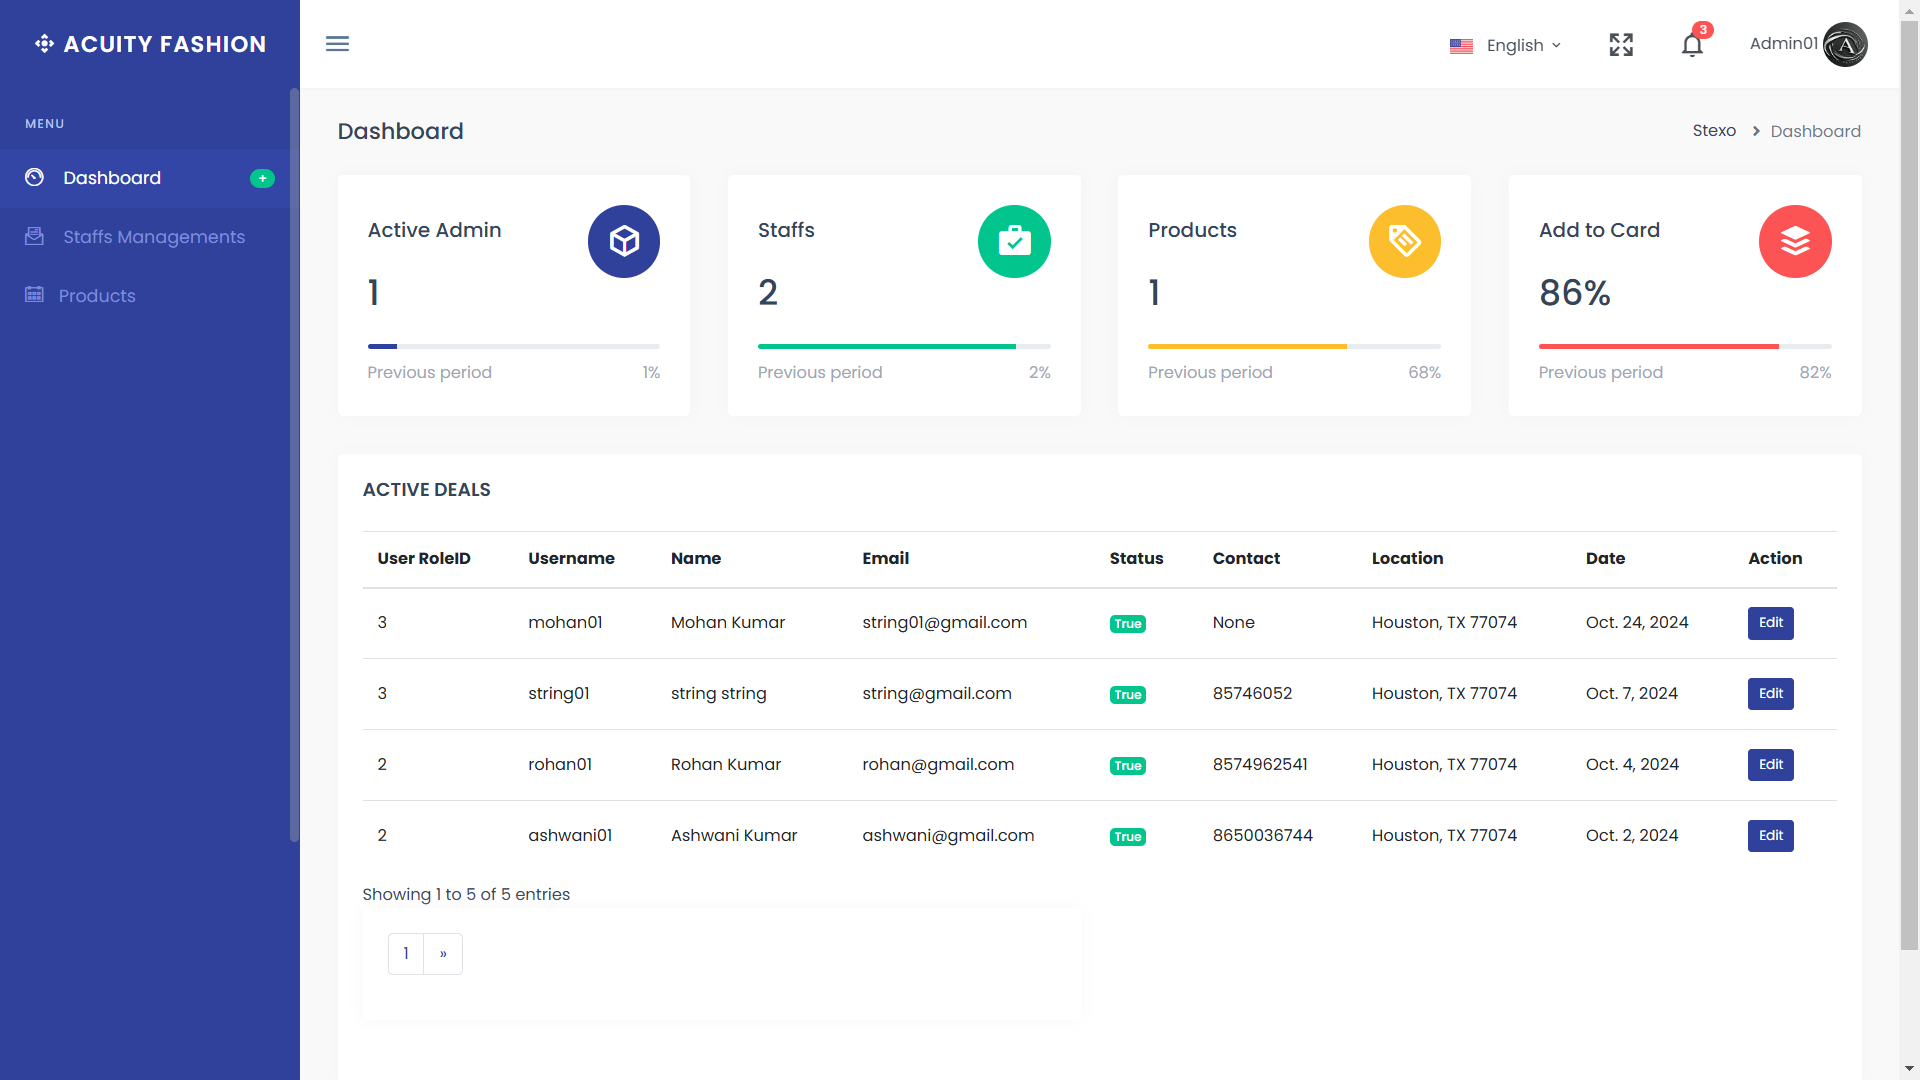 ACUITY FASHION
English
3
Admin01
MENU
Dashboard +
Staffs Managements
Products
Dashboard
Stexo > Dashboard
Active Admin
1
Previous period 1%
Staffs
2
Previous period 2%
Products
1
Previous period 68%
Add to Card
86%
Previous period 82%
ACTIVE DEALS
User RoleID Username Name Email Status Contact Location Date Action
3 mohan01 Mohan Kumar string01@gmail.com True None Houston, TX 77074 Oct. 24, 2024 Edit
3 string01 string string string@gmail.com True 85746052 Houston, TX 77074 Oct. 7, 2024 Edit
2 rohan01 Rohan Kumar rohan@gmail.com True 8574962541 Houston, TX 77074 Oct. 4, 2024 Edit
2 ashwani01 Ashwani Kumar ashwani@gmail.com True 8650036744 Houston, TX 77074 Oct. 2, 2024 Edit
Showing 1 to 5 of 5 entries
1 »